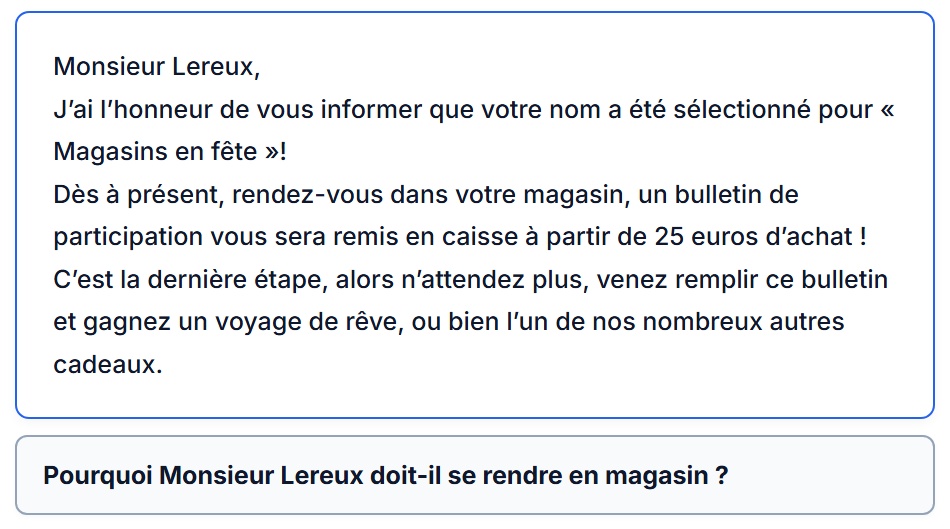 Monsieur Lereux,
J’ai l’honneur de vous informer que votre nom a été sélectionné pour «
Magasins en fête »!
Dès à présent, rendez-vous dans votre magasin, un bulletin de
participation vous sera remis en caisse à partir de 25 euros d’achat !
C’est la dernière étape, alors n’attendez plus, venez remplir ce bulletin
et gagnez un voyage de rêve, ou bien l’un de nos nombreux autres
cadeaux.
Pourquoi Monsieur Lereux doit-il se rendre en magasin ?